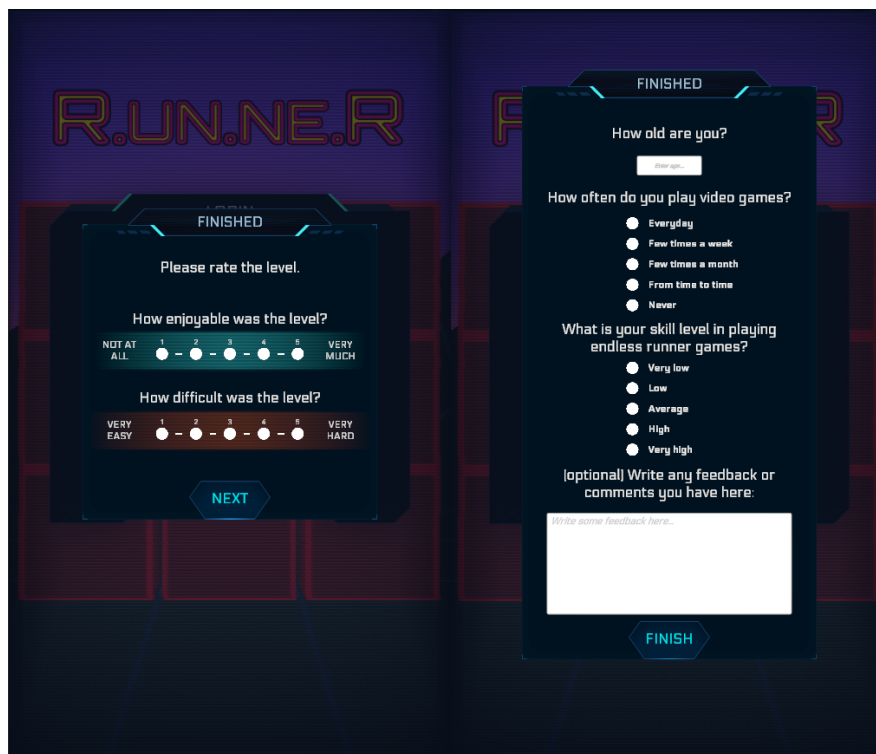 R.UN.NE.R
LOGIN
FINISHED
Please rate the level.
How enjoyable was the level?
NOT AT
ALL
1 2 3 4 5
VERY
MUCH
How difficult was the level?
VERY
EASY
1 2 3 4 5
VERY
HARD
NEXT
R
FINISHED
How old are you?
Enter age...
How often do you play video games?
Everyday
Few times a week
Few times a month
From time to time
Never
What is your skill level in playing
endless runner games?
Very low
Low
Average
High
Very high
(optional) Write any feedback or
comments you have here:
Write some feedback here...
FINISH